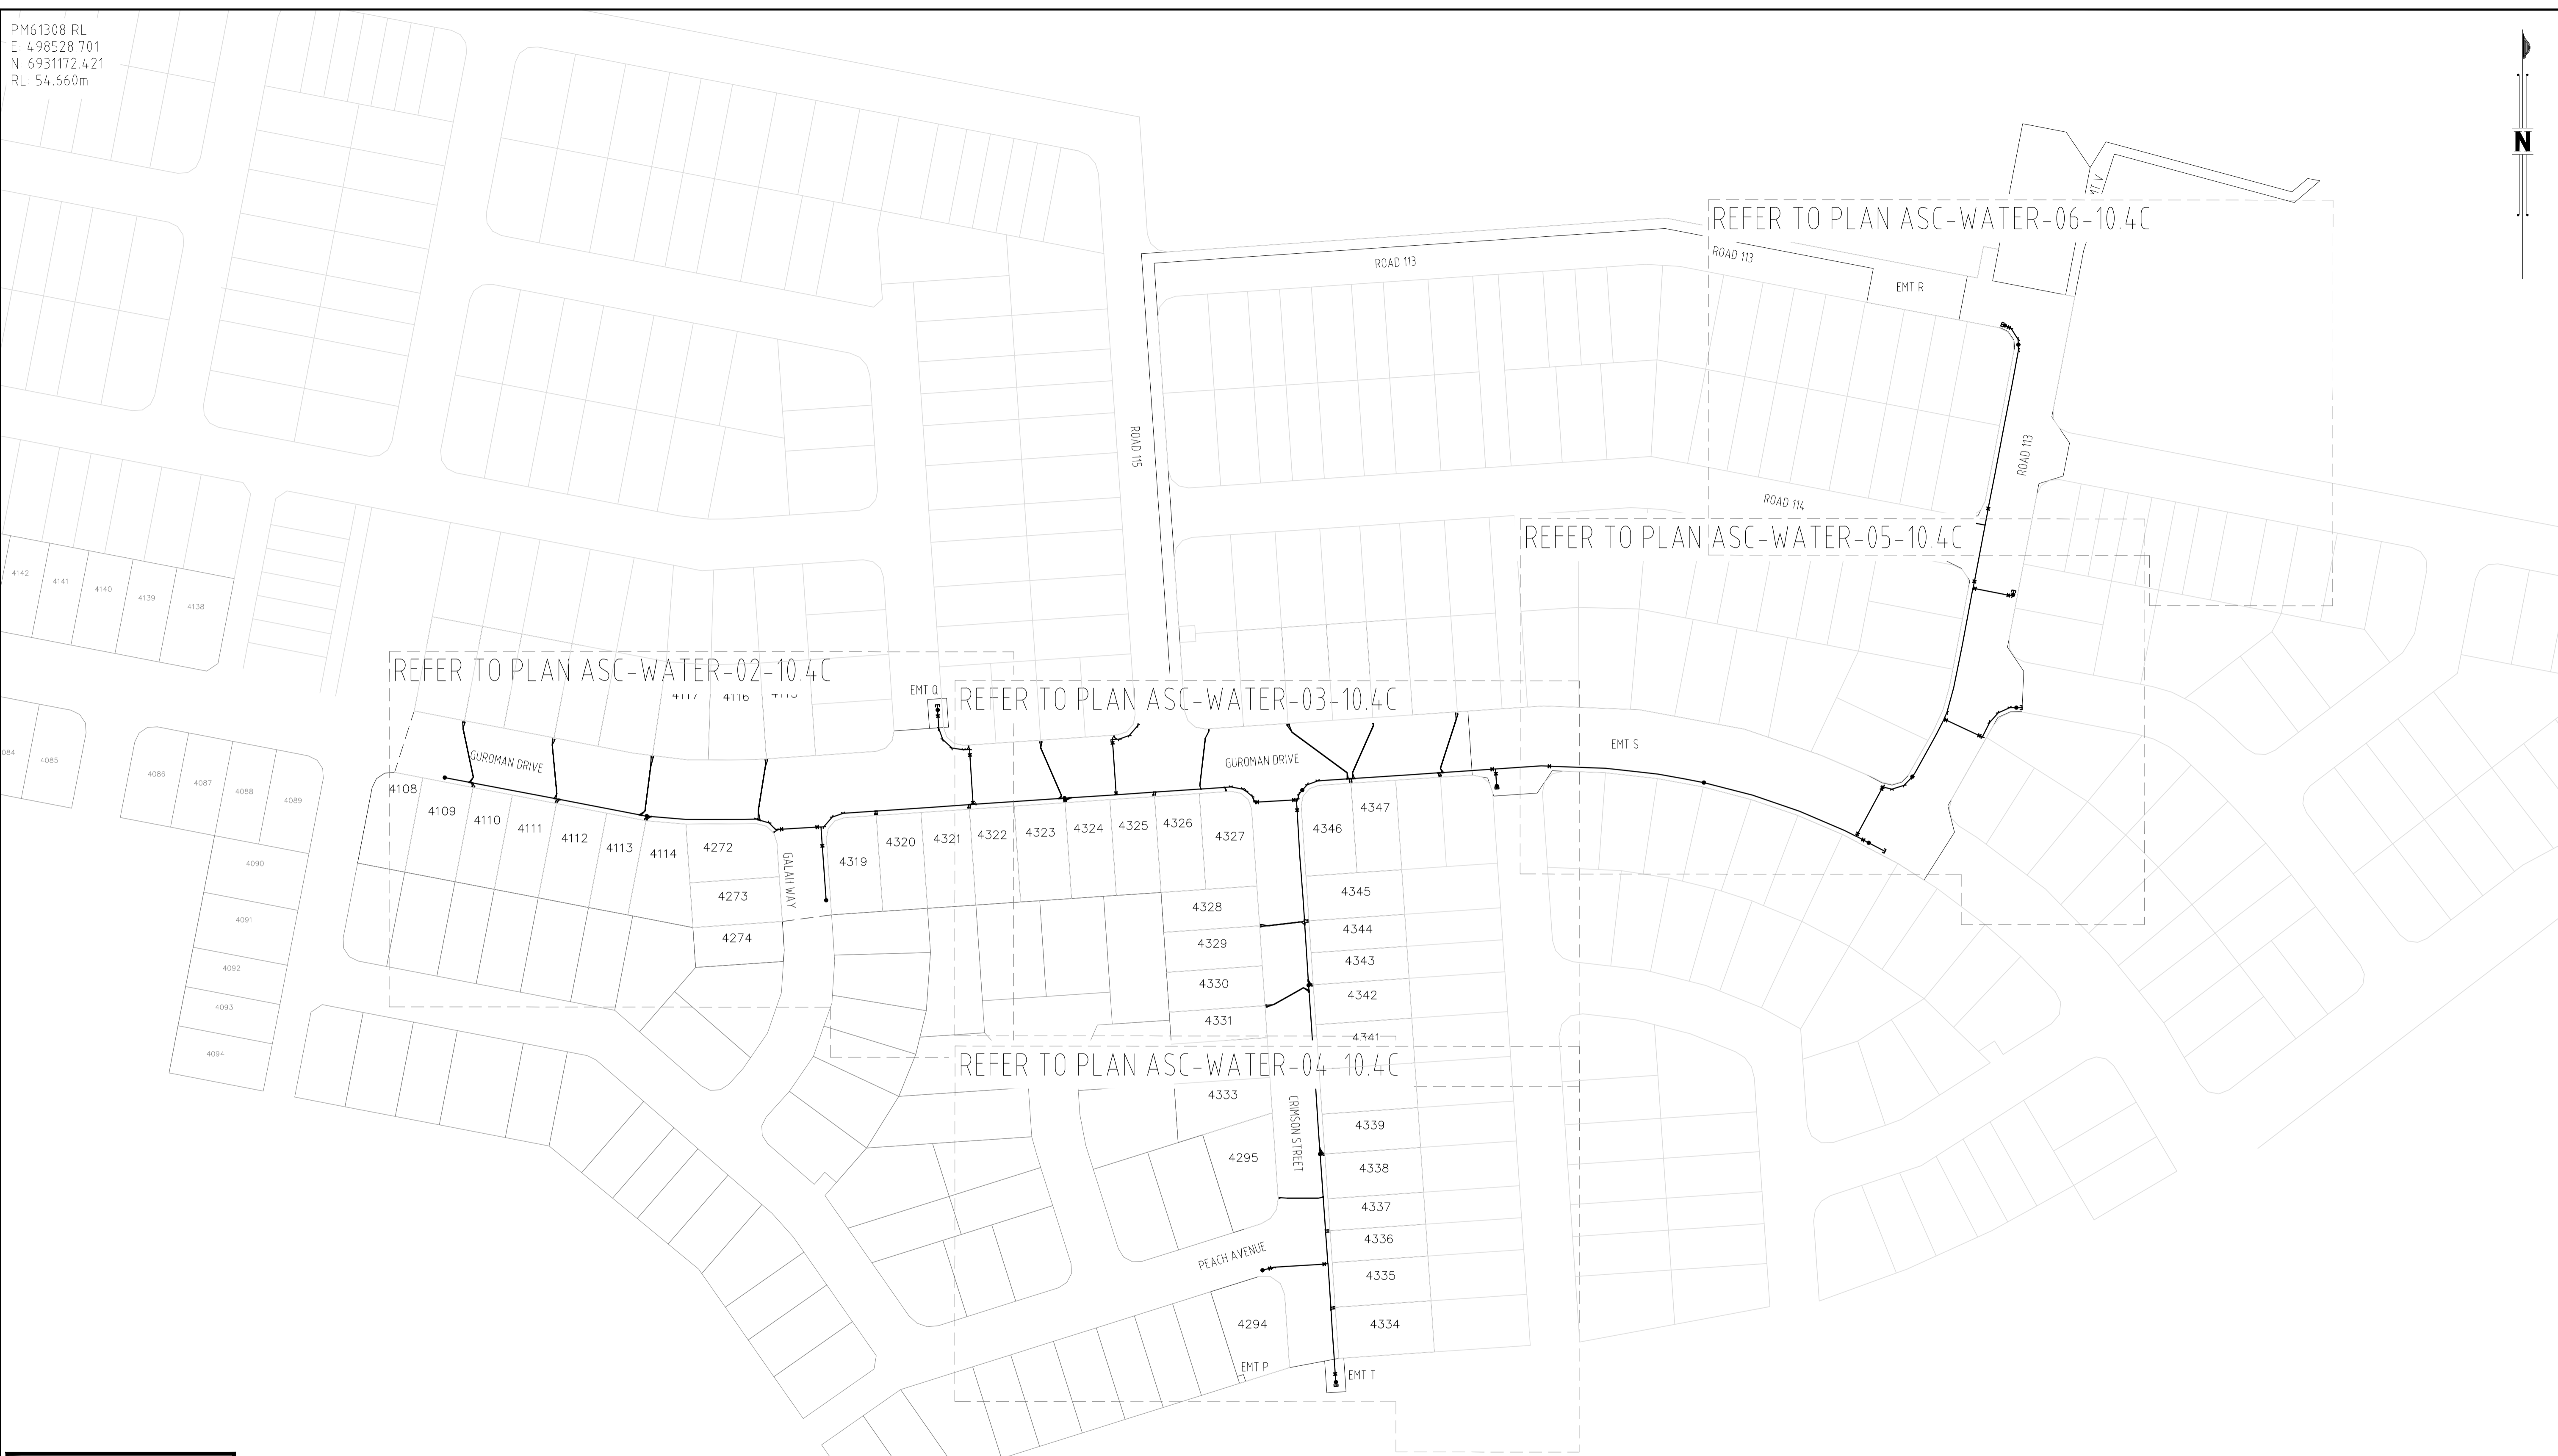 PM61308 RL
E: 498528.701
N: 6931172.421
RL: 54.660m
N
REFER TO PLAN ASC-WATER-06-10.4C
ROAD 113
ROAD 113
EMT R
ROAD 115
ROAD 113
ROAD 114
REFER TO PLAN ASC-WATER-05-10.4C
4142
4141
4140
4139
4138
REFER TO PLAN ASC-WATER-02-10.4C
4117
4116
EMT Q
REFER TO PLAN ASC-WATER-03-10.4C
4085
4086
4087
4088
4089
GUROMAN DRIVE
GUROMAN DRIVE
EMT S
4108
4109
4110
4111
4112
4113
4114
4272
GALAH WAY
4319
4320
4321
4322
4323
4324
4325
4326
4327
4346
4347
4090
4273
4345
4091
4274
4328
4344
4329
4343
4092
4330
4342
4093
4331
4341
4094
REFER TO PLAN ASC-WATER-04-10.4C
4333
CRIMSON STREET
4339
4295
4338
4337
4336
PEACH AVENUE
4335
4294
4334
EMT P
EMT T